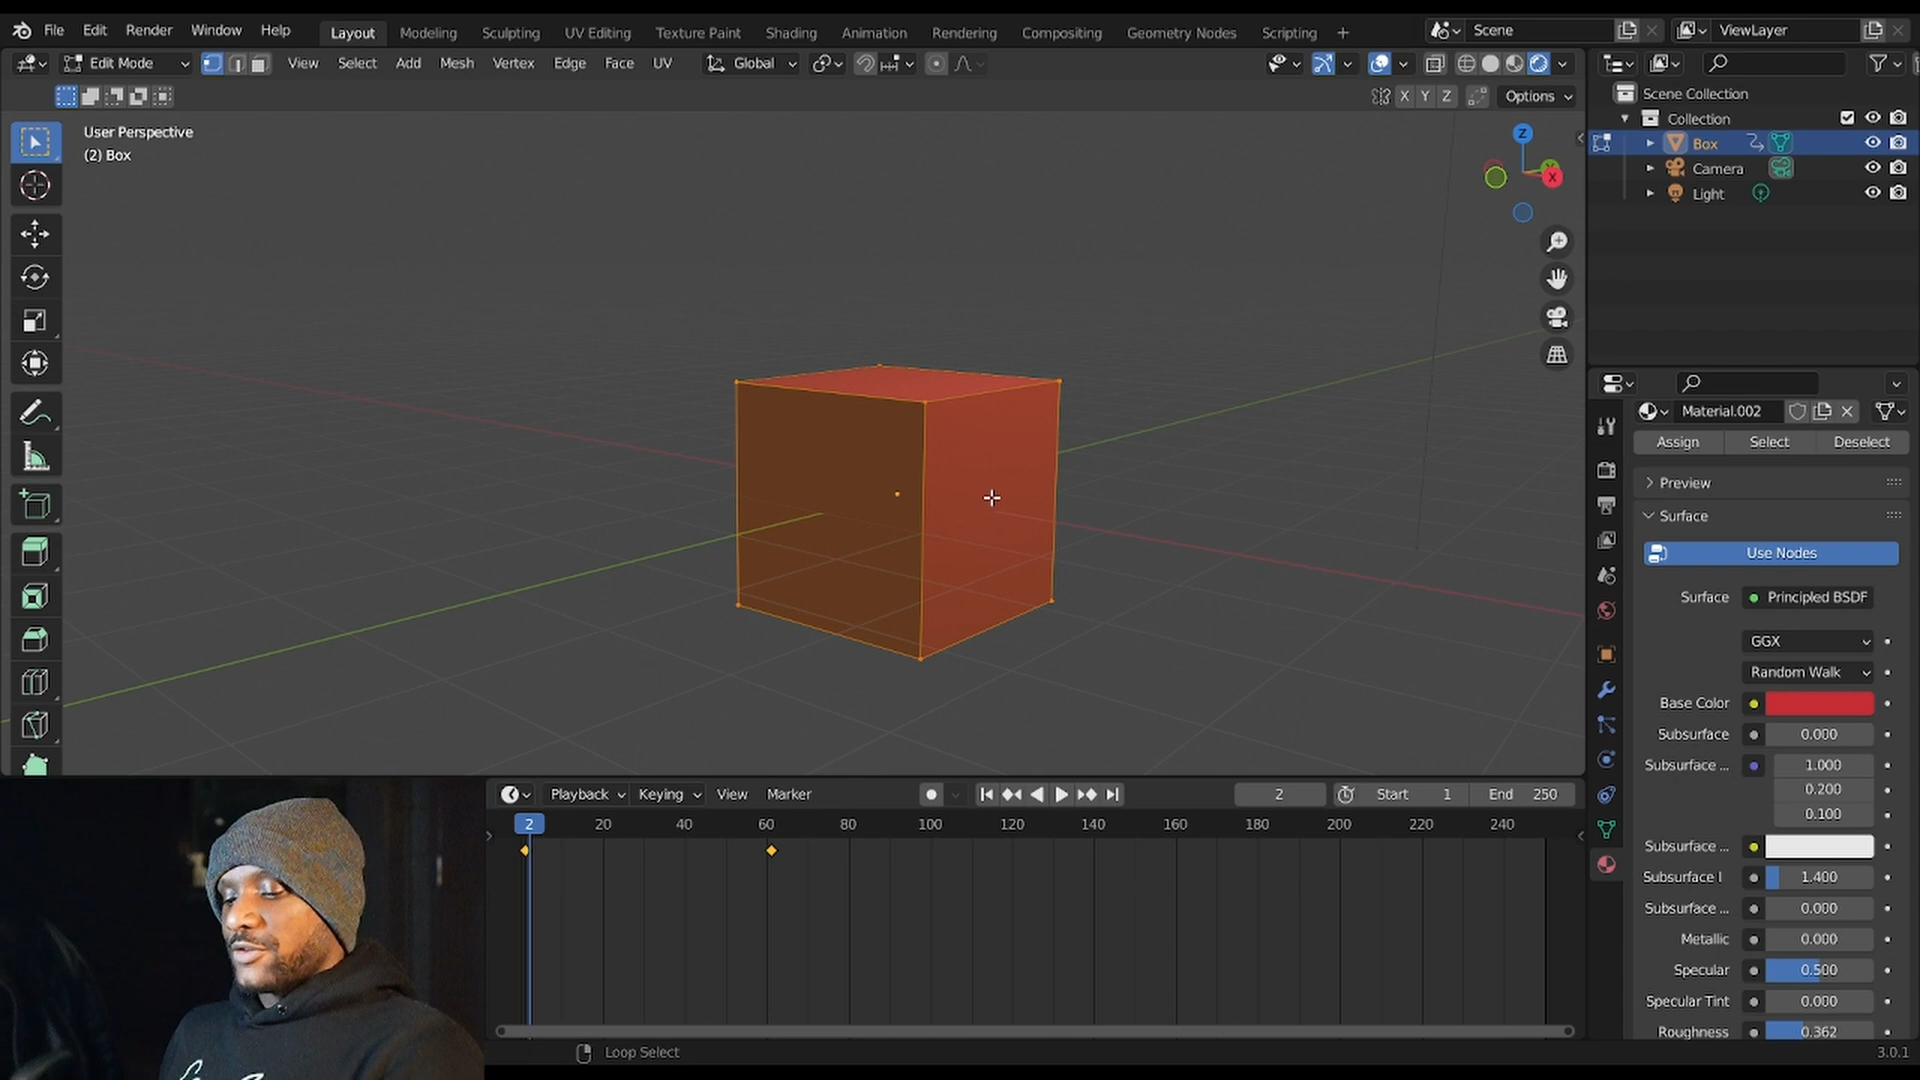 File Edit Render Window Help Layout Modeling Sculpting UV Editing Texture Paint Shading Animation Rendering Compositing Geometry Nodes Scripting + Scene ViewLayer
Edit Mode View Select Add Mesh Vertex Edge Face UV Global
X Y Z Options
Scene Collection
Collection
Box
Camera
Light
User Perspective
(2) Box
Z
X
Material.002
Assign Select Deselect
Preview
Surface
Use Nodes
Surface Principled BSDF
GGX
Random Walk
Base Color
Subsurface 0.000
Subsurface ... 1.000
0.200
0.100
Subsurface ...
Subsurface I 1.400
Subsurface ... 0.000
Metallic 0.000
Specular 0.500
Specular Tint 0.000
Roughness 0.362
Playback Keying View Marker 2 Start 1 End 250
2 20 40 60 80 100 120 140 160 180 200 220 240
Loop Select
3.0.1